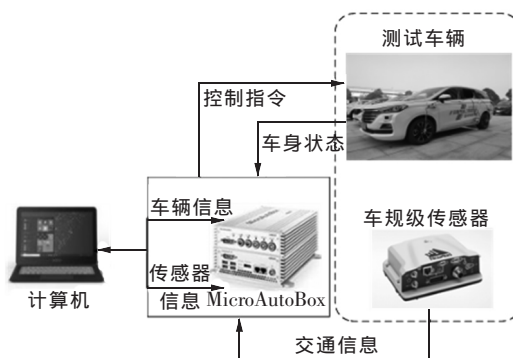 测试车辆
控制指令
车身状态
车辆信息
车规级传感器
传感器
计算机
信息 MicroAutoBox
交通信息